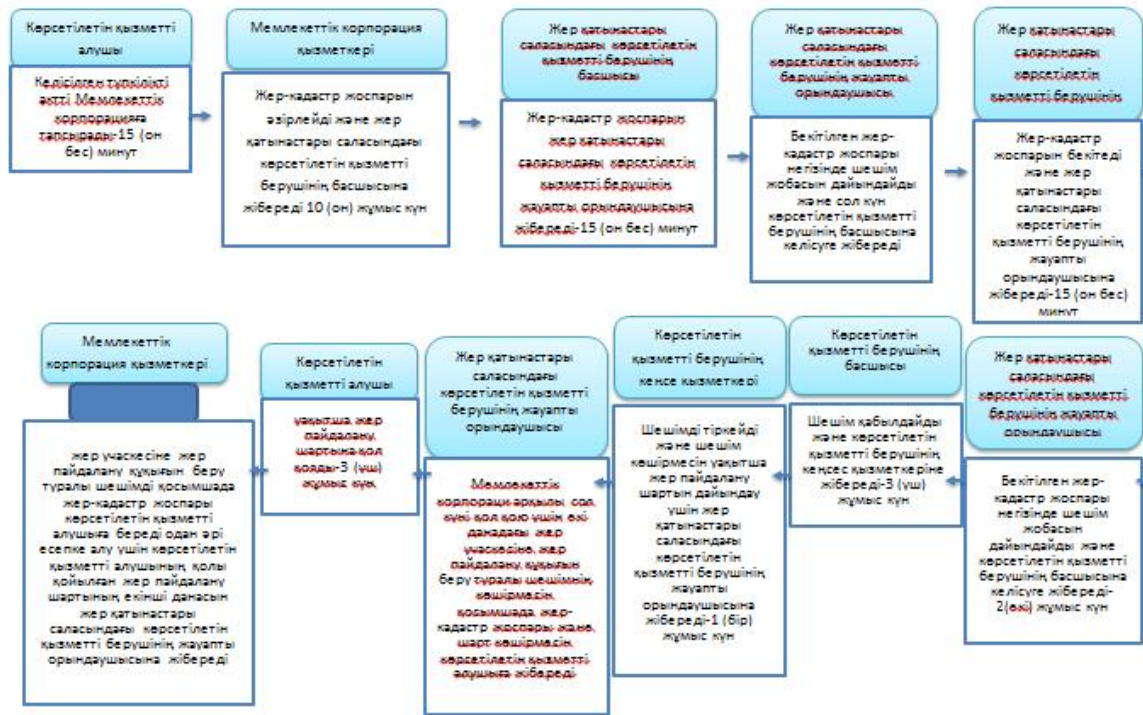 Көрсетілетін қызметті
алушы
Келісілген түпкілікті
актті Мемлекеттік
корпорацияға
тапсырады-15 (он
бес) минут
Мемлекеттік корпорация
қызметкері
Жер-кадастр жоспарын
әзірлейді және жер
қатынастары саласындағы
көрсетілетін қызметті
берушінің басшысына
жібереді 10 (он) жұмыс күн
Жер қатынастары
саласындағы көрсетілетін
қызметті берушінің
басшысы
Жер-кадастр жоспарын
жер қатынастары
саласындағы көрсетілетін
қызметті берушінің
жауапты орындаушысына
жібереді-15 (он бес) минут
Жер қатынастары
саласындағы
көрсетілетін қызметті
берушінің жауапты
орындаушысы
Бекітілген жер-
кадастр жоспары
негізінде шешім
жобасын дайындайды
және сол күн
көрсетілетін қызметті
берушінің басшысына
келісуге жібереді
Жер қатынастары
саласындағы
көрсетілетін
қызметті берушінің
Жер-кадастр
жоспарын бекітеді
және жер
қатынастары
саласындағы
көрсетілетін
қызметті берушінің
жауапты
орындаушысына
жібереді-15 (он бес)
минут
Жер қатынастары
саласындағы
көрсетілетін қызметті
берушінің жауапты
орындаушысы
Бекітілген жер-
кадастр жоспары
негізінде шешім
жобасын
дайындайды және
көрсетілетін қызметті
берушінің басшысына
келісуге жібереді-
2(екі) жұмыс күн
Көрсетілетін
қызметті берушінің
басшысы
Шешім қабылдайды
және көрсетілетін
қызметті берушінің
кеңсес қызметкеріне
жібереді-3 (үш)
жұмыс күн
Көрсетілетін
қызметті берушінің
кеңсе қызметкері
Шешімді тіркейді
және шешім
көшірмесін уақытша
жер пайдалану
шартын дайындау
үшін жер
қатынастары
саласындағы
көрсетілетін
қызметті берушінің
жауапты
орындаушысына
жібереді-1 (бір)
жұмыс күн
Жер қатынастары
саласындағы
көрсетілетін қызметті
берушінің жауапты
орындаушысы
Мемлекеттік
корпораци арқылы сол
күні қол қою үшін екі
данадағы жер
учаскесіне жер
пайдалану құқығын
беру туралы шешімнің
көшірмесін
қосымшада жер-
кадастр жоспары және
шарт көшірмесін
көрсетілетін қызметті
алушыға жібереді
Көрсетілетін
қызметті алушы
уақытша жер
пайдалану
шартына қол
қояды-3 (үш)
жұмыс күн
Мемлекеттік
корпорация қызметкері
жер учаскесіне жер
пайдалану құқығын беру
туралы шешімді қосымшада
жер-кадастр жоспары
көрсетілетін қызметті
алушыға береді одан әрі
есепке алу үшін көрсетілетін
қызметті алушының қолы
қойылған жер пайдалану
шартының екінші данасын
жер қатынастары
саласындағы көрсетілетін
қызметті берушінің жауапты
орындаушысына жібереді